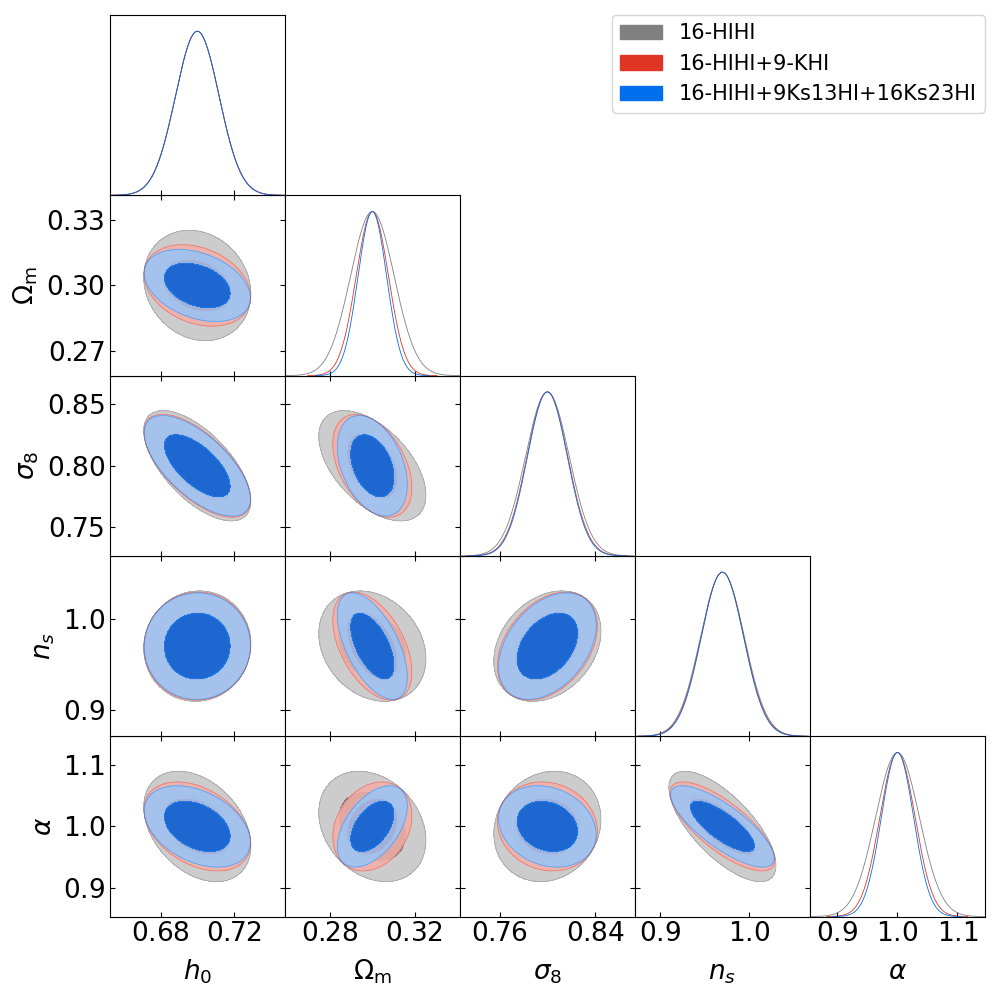 16-HIHI
16-HIHI+9-KHI
16-HIHI+9Ks13HI+16Ks23HI
0.33
0.30
0.27
Ωm
0.85
0.80
0.75
σ8
1.0
0.9
ns
1.1
1.0
0.9
α
0.68 0.72 0.28 0.32 0.76 0.84 0.9 1.0 0.9 1.0 1.1
h0 Ωm σ8 ns α